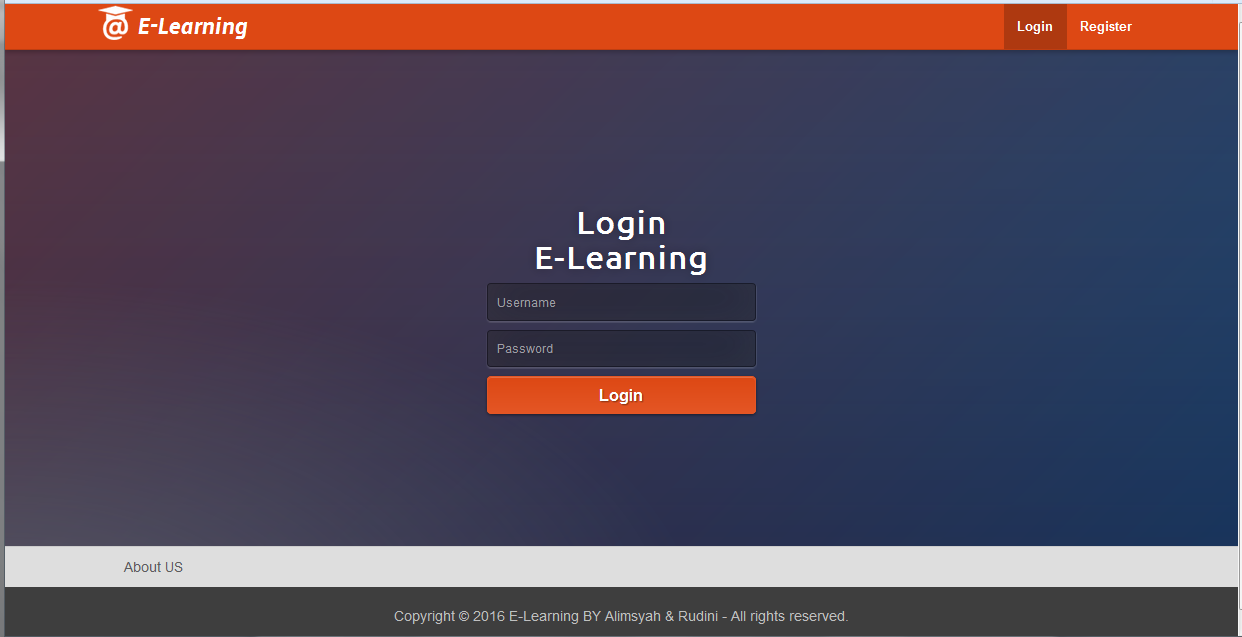 @ E-Learning
Login Register
Login
E-Learning
Username
Password
Login
About US
Copyright © 2016 E-Learning BY Alimsyah & Rudini - All rights reserved.